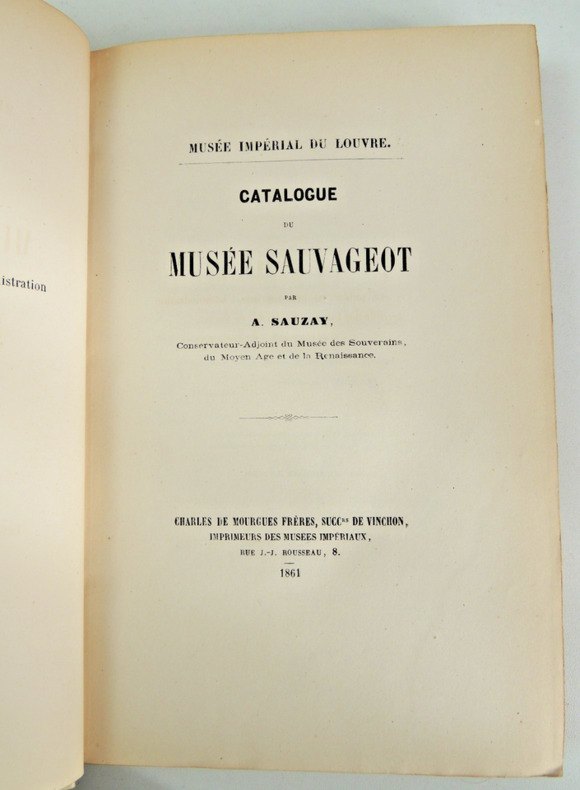 istration
MUSÉE IMPÉRIAL DU LOUVRE.
CATALOGUE
DU
MUSÉE SAUVAGEOT
PAR
A. SAUZAY,
Conservateur-Adjoint du Musée des Souverains,
du Moyen Age et de la Renaissance.
CHARLES DE MOURGUES FRÈRES, SUCCRS DE VINCHON,
IMPRIMEURS DES MUSÉES IMPÉRIAUX,
RUE J.-J. ROUSSEAU, 8.
1861